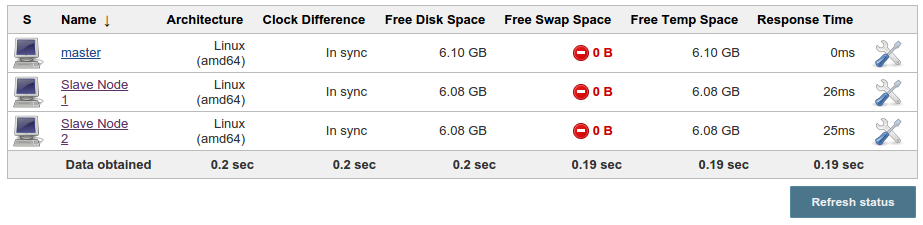 S Name ↓ Architecture Clock Difference Free Disk Space Free Swap Space Free Temp Space Response Time
master Linux (amd64) In sync 6.10 GB 0 B 6.10 GB 0ms
Slave Node 1 Linux (amd64) In sync 6.08 GB 0 B 6.08 GB 26ms
Slave Node 2 Linux (amd64) In sync 6.08 GB 0 B 6.08 GB 25ms
Data obtained 0.2 sec 0.2 sec 0.2 sec 0.19 sec 0.19 sec 0.19 sec
Refresh status